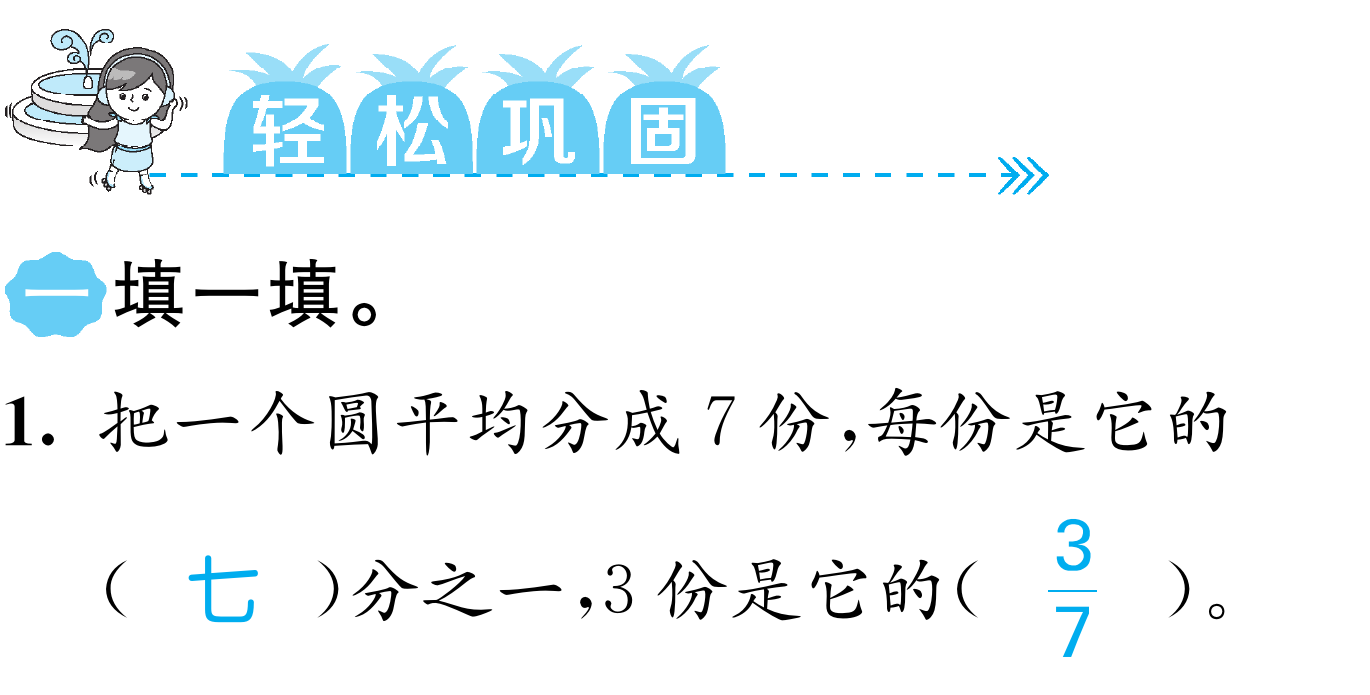 轻松巩固
一 填一填。
1. 把一个圆平均分成 7 份,每份是它的
( 七 )分之一,3 份是它的( 3/7 )。